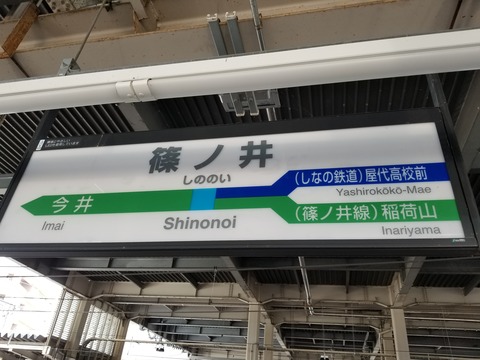 篠ノ井
しののい
(しなの鉄道)屋代高校前
Yashirokōkō-Mae
今井
Imai
Shinonoi
(篠ノ井線)稲荷山
Inariyama